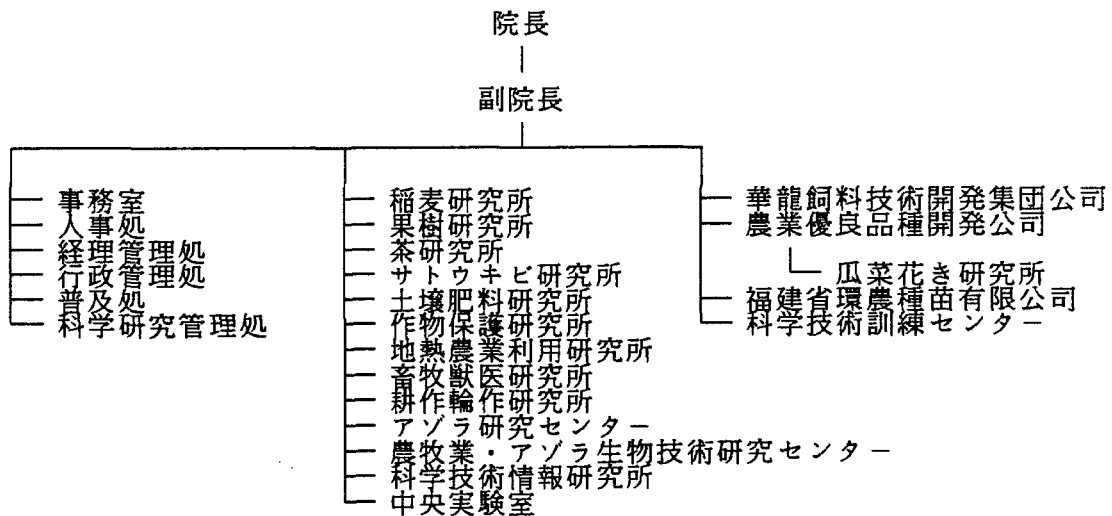 院長
副院長
事務室
人事処
経理管理処
行政管理処
普及処
科学研究管理処
稲麦研究所
果樹研究所
茶研究所
サトウキビ研究所
土壌肥料研究所
作物保護研究所
地熱農業利用研究所
畜牧獣医研究所
耕作輪作研究所
アゾラ研究センター
農牧業・アゾラ生物技術研究センター
科学技術情報研究所
中央実験室
華龍飼料技術開発集団公司
農業優良品種開発公司
瓜菜花き研究所
福建省環農種苗有限公司
科学技術訓練センター